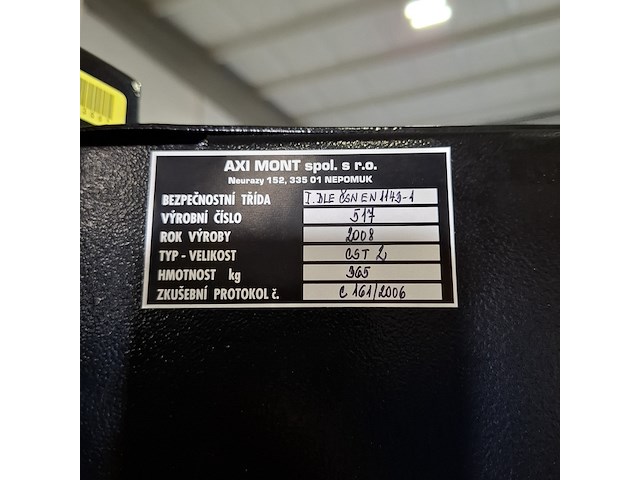 AXI MONT spol. s r.o.
Neurazy 152, 335 01 NEPOMUK
BEZPEČNOSTNÍ TŘÍDA I. DLE ČSN EN 1143-1
VÝROBNÍ ČÍSLO 517
ROK VÝROBY 2008
TYP - VELIKOST CST 2
HMOTNOST kg 365
ZKUŠEBNÍ PROTOKOL č. C 161/2006